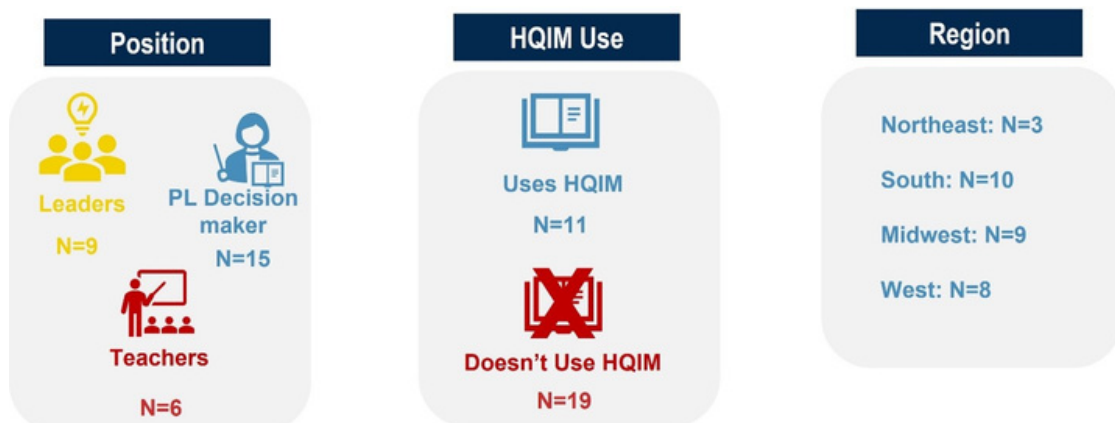 Position
Leaders
N=9
PL Decision
maker
N=15
Teachers
N=6
HQIM Use
Uses HQIM
N=11
Doesn’t Use HQIM
N=19
Region
Northeast: N=3
South: N=10
Midwest: N=9
West: N=8